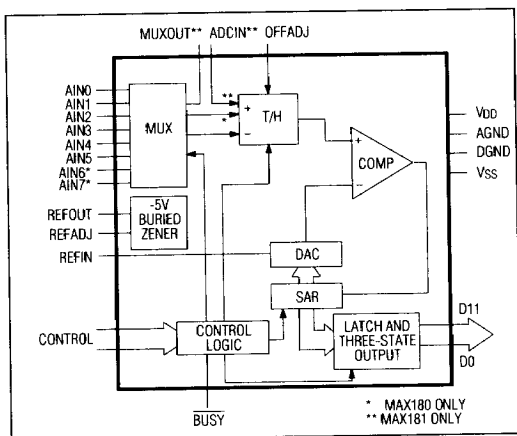 MUXOUT** ADCIN** OFFADJ
AIN0
AIN1
AIN2
AIN3
AIN4
AIN5
AIN6*
AIN7*
MUX
**
+
*
−
T/H
VDD
AGND
DGND
VSS
+
−
COMP
REFOUT
REFADJ
-5V
BURIED
ZENER
REFIN
DAC
SAR
CONTROL
CONTROL
LOGIC
LATCH AND
THREE-STATE
OUTPUT
D11
D0
BUSY
* MAX180 ONLY
** MAX181 ONLY